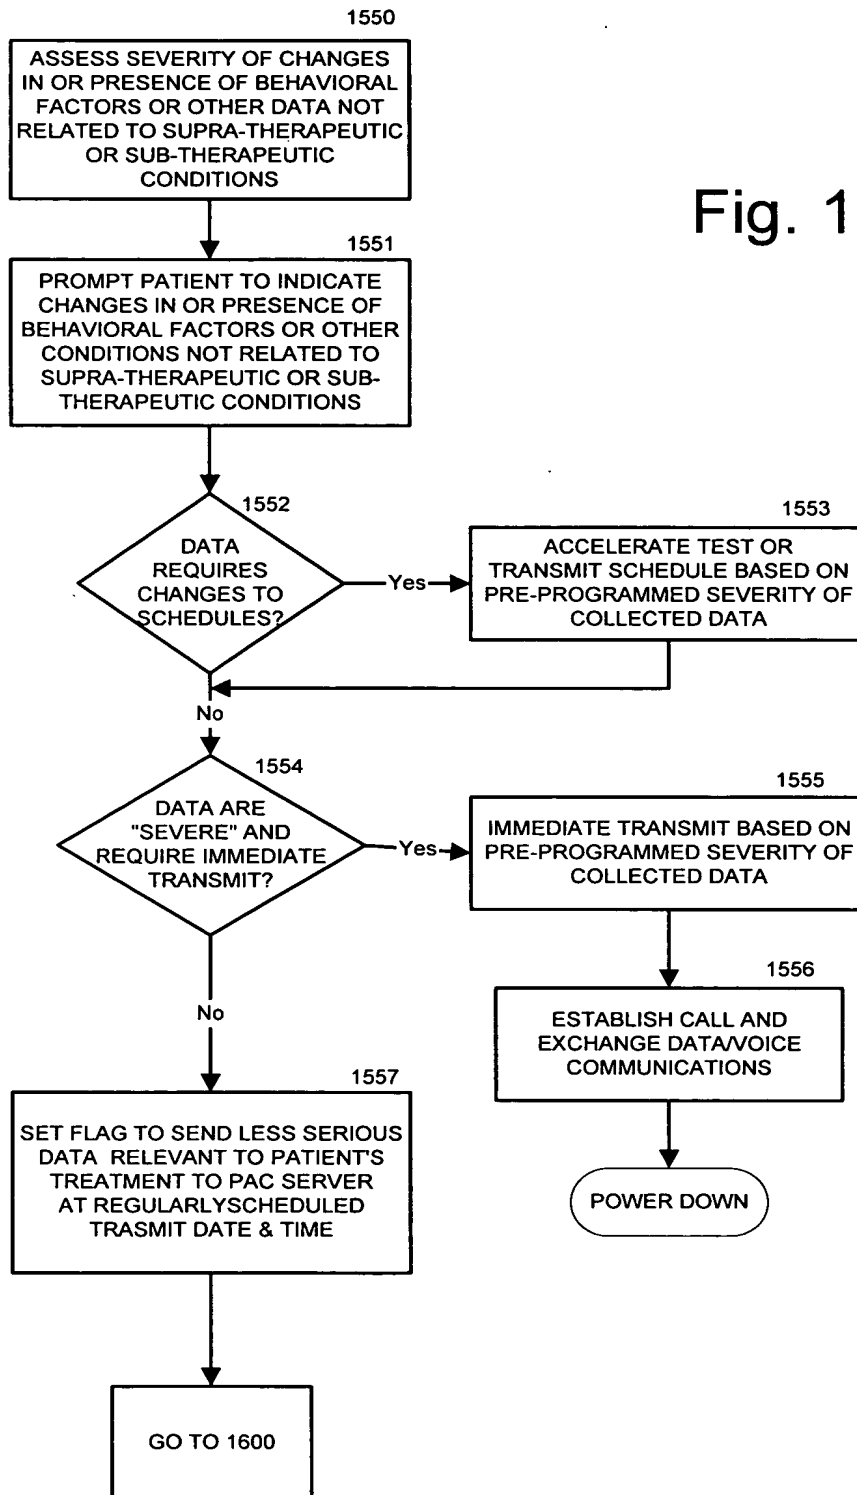 1550
ASSESS SEVERITY OF CHANGES
IN OR PRESENCE OF BEHAVIORAL
FACTORS OR OTHER DATA NOT
RELATED TO SUPRA-THERAPEUTIC
OR SUB-THERAPEUTIC
CONDITIONS
Fig. 1
1551
PROMPT PATIENT TO INDICATE
CHANGES IN OR PRESENCE OF
BEHAVIORAL FACTORS OR OTHER
CONDITIONS NOT RELATED TO
SUPRA-THERAPEUTIC OR SUB-
THERAPEUTIC CONDITIONS
1552
DATA
REQUIRES
CHANGES TO
SCHEDULES?
Yes
1553
ACCELERATE TEST OR
TRANSMIT SCHEDULE BASED ON
PRE-PROGRAMMED SEVERITY OF
COLLECTED DATA
No
1554
DATA ARE
"SEVERE" AND
REQUIRE IMMEDIATE
TRANSMIT?
Yes
1555
IMMEDIATE TRANSMIT BASED ON
PRE-PROGRAMMED SEVERITY OF
COLLECTED DATA
1556
ESTABLISH CALL AND
EXCHANGE DATA/VOICE
COMMUNICATIONS
POWER DOWN
No
1557
SET FLAG TO SEND LESS SERIOUS
DATA RELEVANT TO PATIENT'S
TREATMENT TO PAC SERVER
AT REGULARLYSCHEDULED
TRASMIT DATE & TIME
GO TO 1600